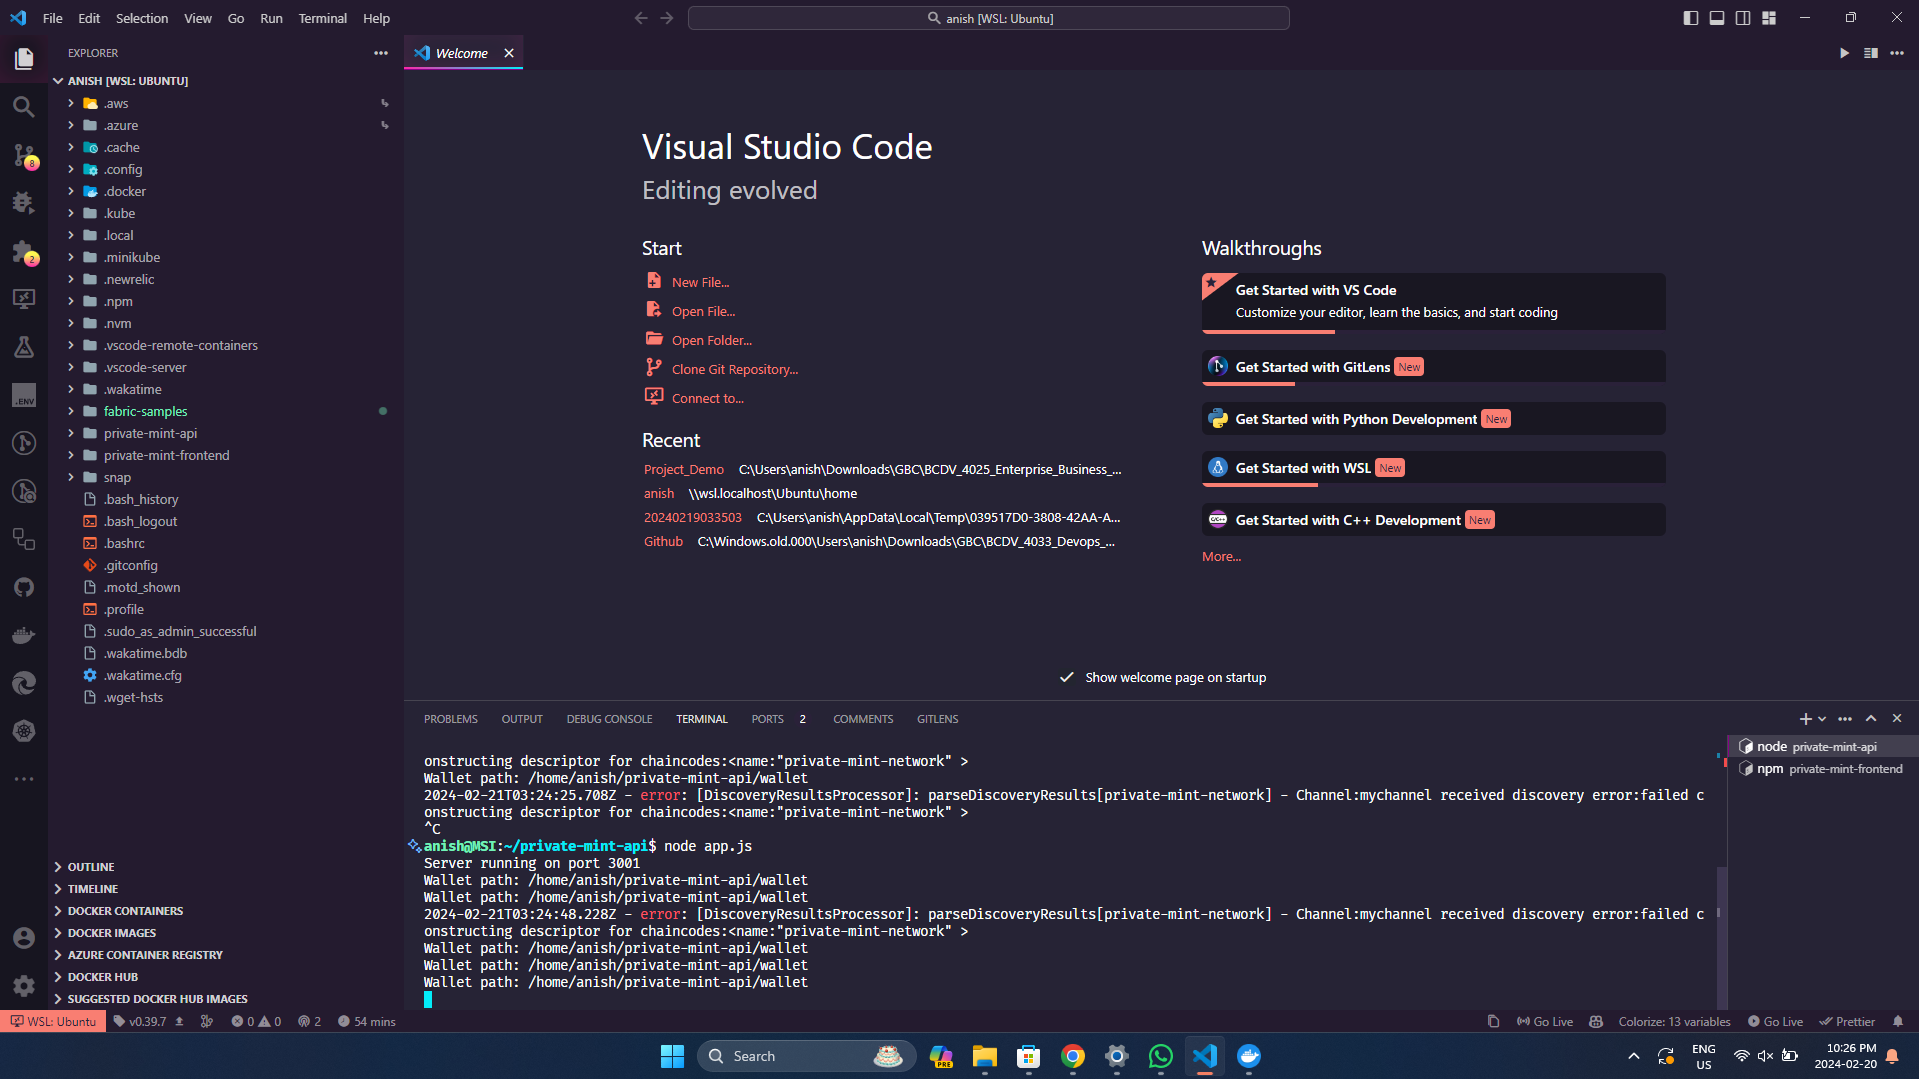 File Edit Selection View Go Run Terminal Help
anish [WSL: Ubuntu]
EXPLORER
Welcome
ANISH [WSL: UBUNTU]
.aws
.azure
.cache
.config
.docker
.kube
.local
.minikube
.newrelic
.npm
.nvm
.vscode-remote-containers
.vscode-server
.wakatime
fabric-samples
private-mint-api
private-mint-frontend
snap
.bash_history
.bash_logout
.bashrc
.gitconfig
.motd_shown
.profile
.sudo_as_admin_successful
.wakatime.bdb
.wakatime.cfg
.wget-hsts
OUTLINE
TIMELINE
DOCKER CONTAINERS
DOCKER IMAGES
AZURE CONTAINER REGISTRY
DOCKER HUB
SUGGESTED DOCKER HUB IMAGES
8
2
.ENV
Visual Studio Code
Editing evolved
Start
New File...
Open File...
Open Folder...
Clone Git Repository...
Connect to...
Recent
Project_Demo C:\Users\anish\Downloads\GBC\BCDV_4025_Enterprise_Business_...
anish \\wsl.localhost\Ubuntu\home
20240219033503 C:\Users\anish\AppData\Local\Temp\039517D0-3808-42AA-A...
Github C:\Windows.old.000\Users\anish\Downloads\GBC\BCDV_4033_Devops_...
Walkthroughs
Get Started with VS Code
Customize your editor, learn the basics, and start coding
Get Started with GitLens New
Get Started with Python Development New
Get Started with WSL New
C/C++
Get Started with C++ Development New
More...
Show welcome page on startup
PROBLEMS OUTPUT DEBUG CONSOLE TERMINAL PORTS 2 COMMENTS GITLENS
onstructing descriptor for chaincodes:<name:"private-mint-network" >
Wallet path: /home/anish/private-mint-api/wallet
2024-02-21T03:24:25.708Z - error: [DiscoveryResultsProcessor]: parseDiscoveryResults[private-mint-network] - Channel:mychannel received discovery error:failed c
onstructing descriptor for chaincodes:<name:"private-mint-network" >
^C
anish@MSI:~/private-mint-api$ node app.js
Server running on port 3001
Wallet path: /home/anish/private-mint-api/wallet
Wallet path: /home/anish/private-mint-api/wallet
2024-02-21T03:24:48.228Z - error: [DiscoveryResultsProcessor]: parseDiscoveryResults[private-mint-network] - Channel:mychannel received discovery error:failed c
onstructing descriptor for chaincodes:<name:"private-mint-network" >
Wallet path: /home/anish/private-mint-api/wallet
Wallet path: /home/anish/private-mint-api/wallet
Wallet path: /home/anish/private-mint-api/wallet
node private-mint-api
npm private-mint-frontend
WSL: Ubuntu v0.39.7 0 0 2 54 mins Go Live Colorize: 13 variables Go Live Prettier
Search
PRE
ENG
US
10:26 PM
2024-02-20